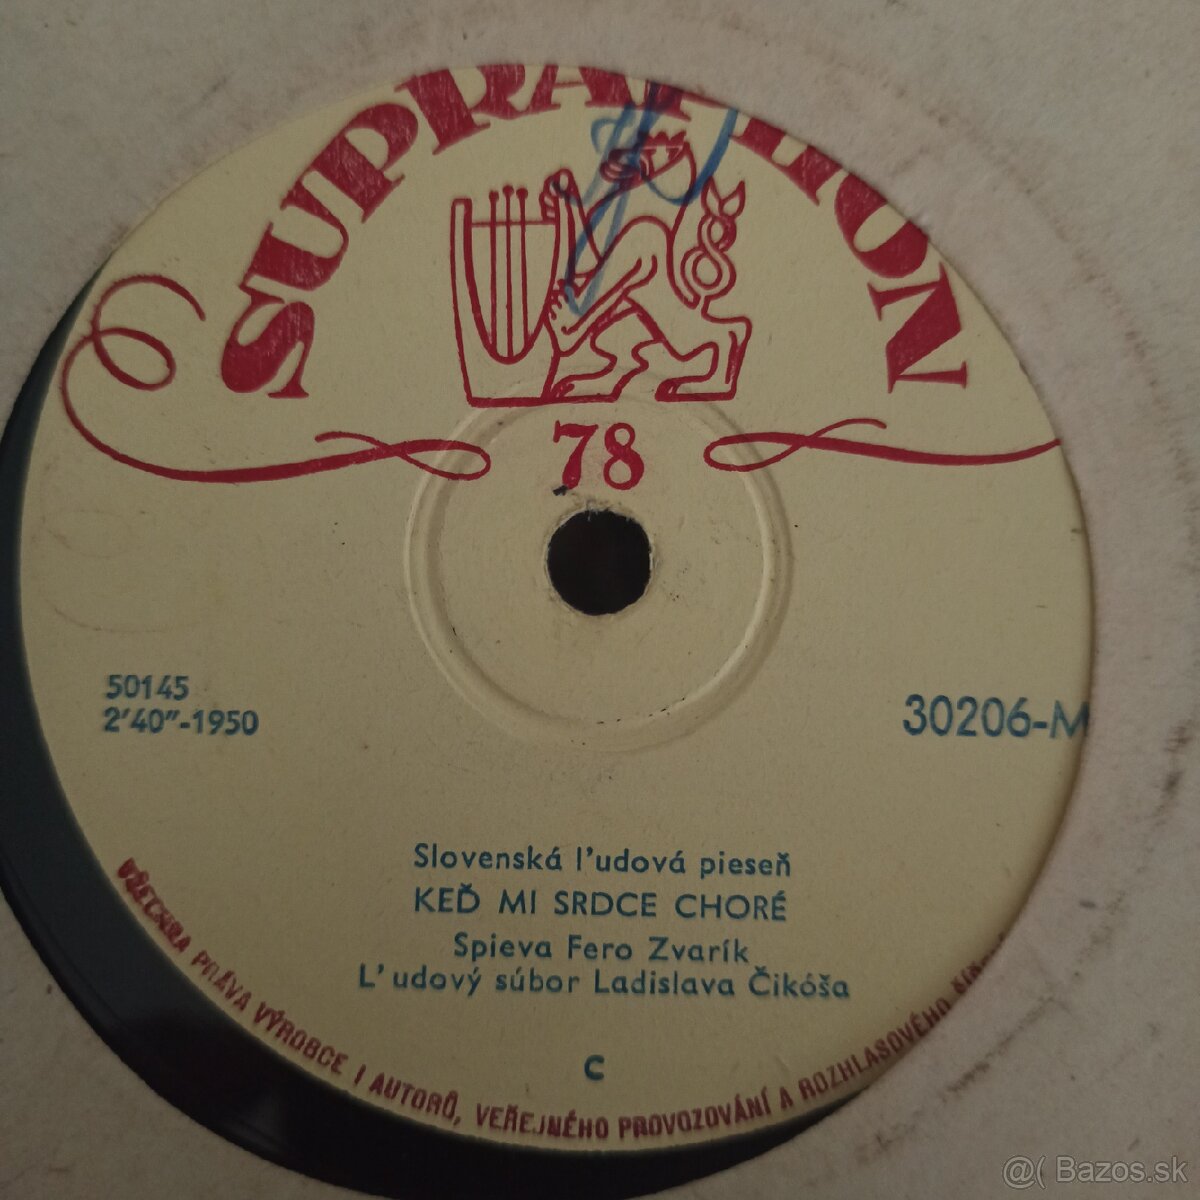 SUPRAPHON
78
50145
2'40"-1950
30206-M
Slovenská l'udová pieseň
KEĎ MI SRDCE CHORÉ
Spieva Fero Zvarík
L'udový súbor Ladislava Čikóša
C
VŠECHNA PRÁVA VÝROBCE I AUTORŮ, VEŘEJNÉHO PROVOZOVÁNÍ A ROZHLASOVÉHO
@( Bazos.sk